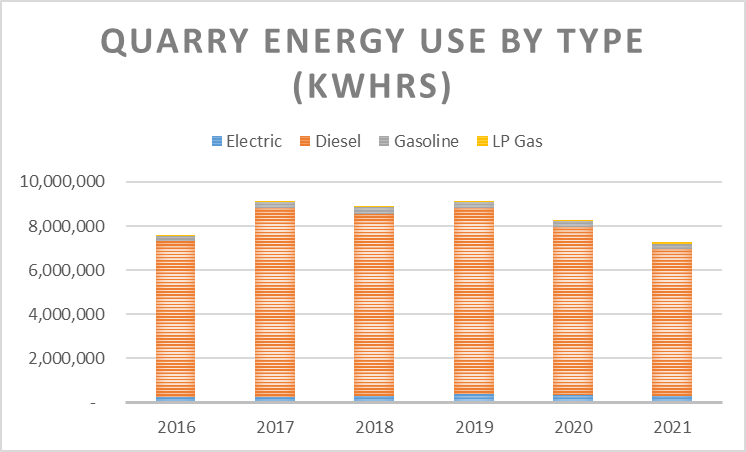 QUARRY ENERGY USE BY TYPE
(KWHRS)
Electric Diesel Gasoline LP Gas
10,000,000
8,000,000
6,000,000
4,000,000
2,000,000
-
2016 2017 2018 2019 2020 2021